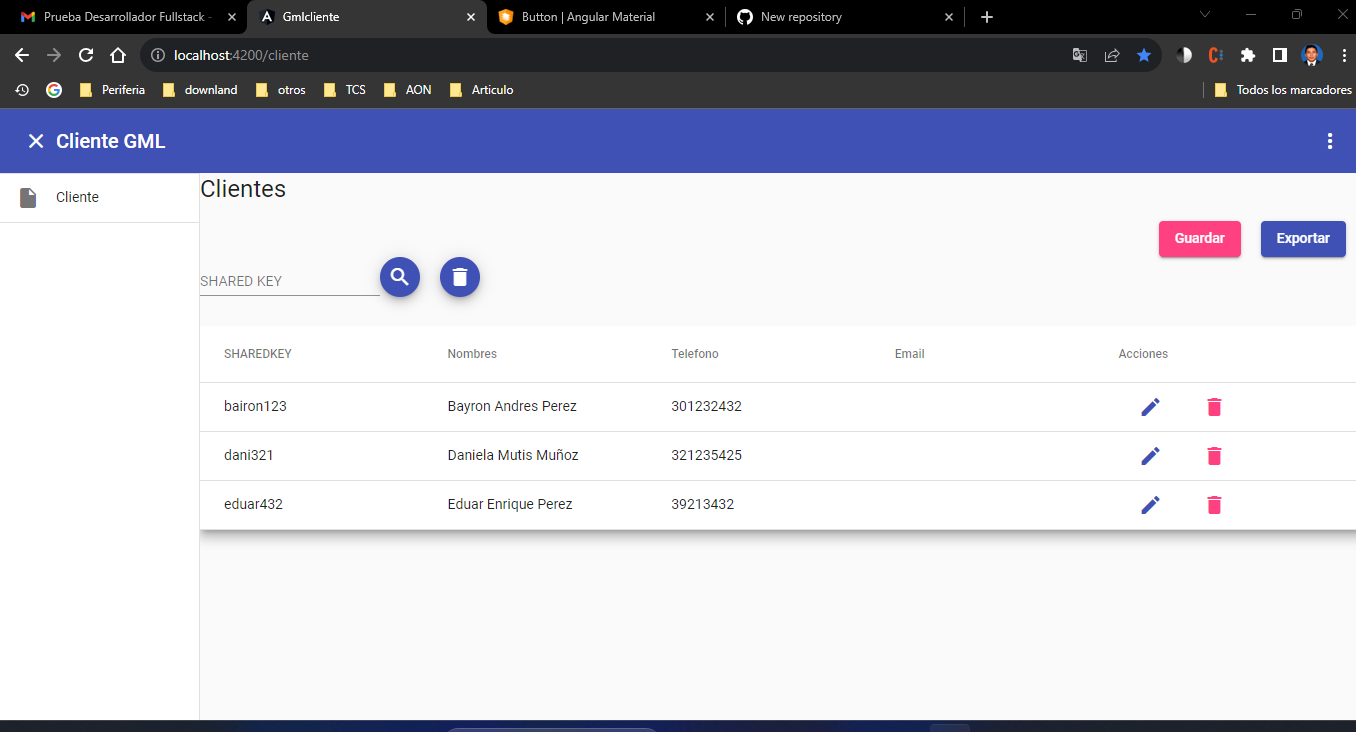 Prueba Desarrollador Fullstack - Gmlcliente Button | Angular Material New repository
localhost:4200/cliente
Periferia downland otros TCS AON Articulo Todos los marcadores
Cliente GML
Cliente
Clientes
Guardar Exportar
SHARED KEY
SHAREDKEY Nombres Telefono Email Acciones
bairon123 Bayron Andres Perez 301232432
dani321 Daniela Mutis Muñoz 321235425
eduar432 Eduar Enrique Perez 39213432